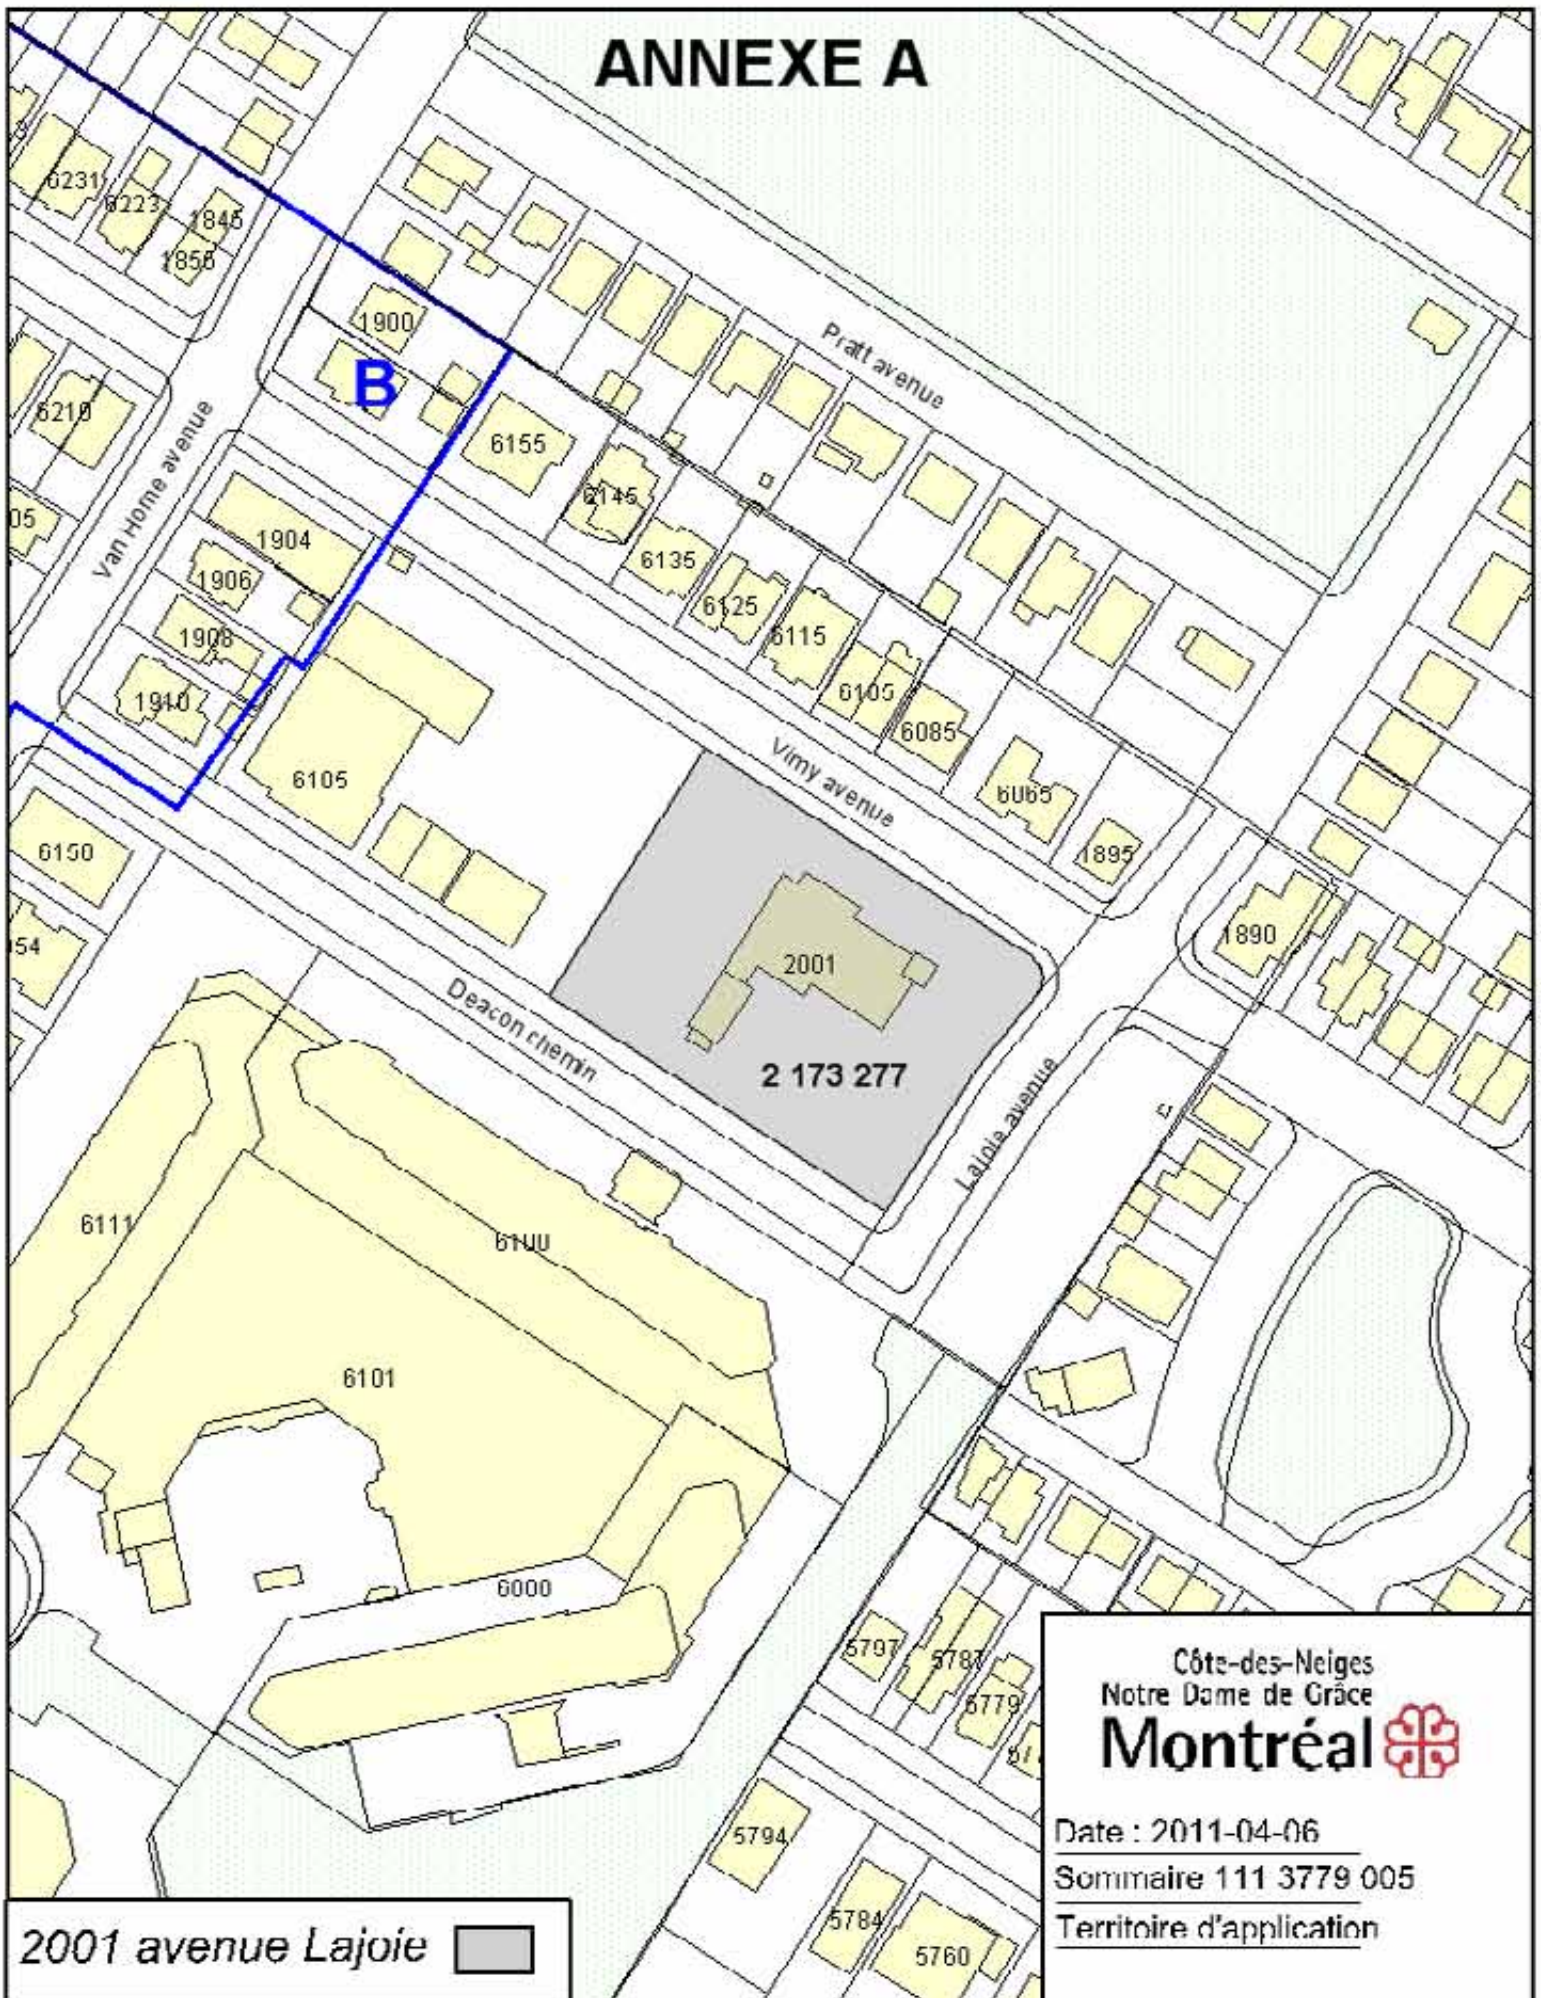 ANNEXE A
6231
6223
1845
1855
1900
B
Pratt avenue
6219
6155
6145
Van Horne avenue
05
1904
6135
1906
6125
1908
6115
1910
6105
6085
6105
Vimy avenue
6065
6150
1895
54
1890
2001
Deacon chemin
2 173 277
Lajoie avenue
6111
6100
6101
6000
5797
5787
5779
5794
5784
5760
Côte-des-Neiges
Notre Dame de Grâce
Montréal
Date : 2011-04-06
Sommaire 111 3779 005
Territoire d'application
2001 avenue Lajoie